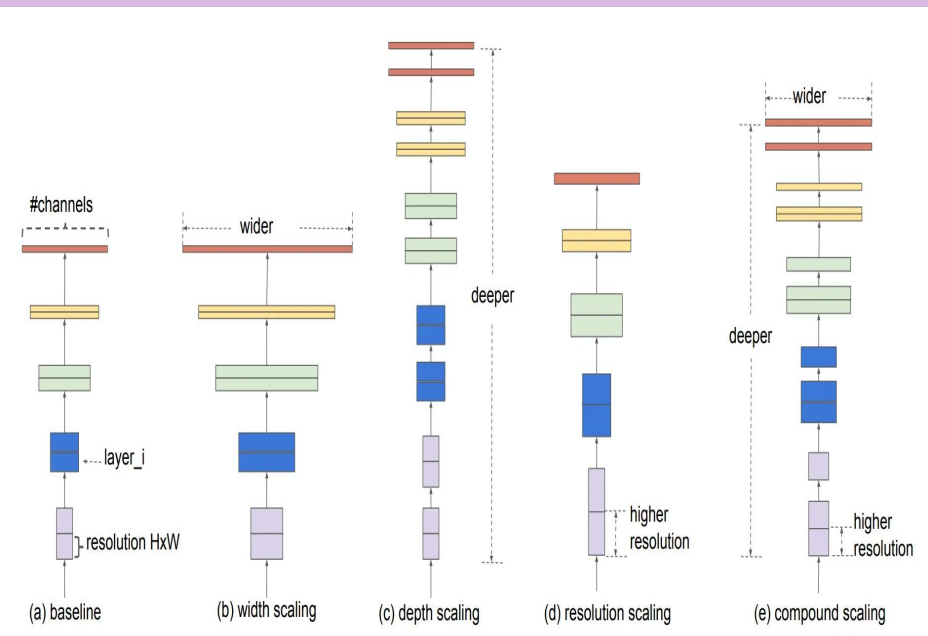 #channels
wider
wider
deeper
deeper
layer_i
resolution HxW
higher
resolution
higher
resolution
(a) baseline
(b) width scaling
(c) depth scaling
(d) resolution scaling
(e) compound scaling